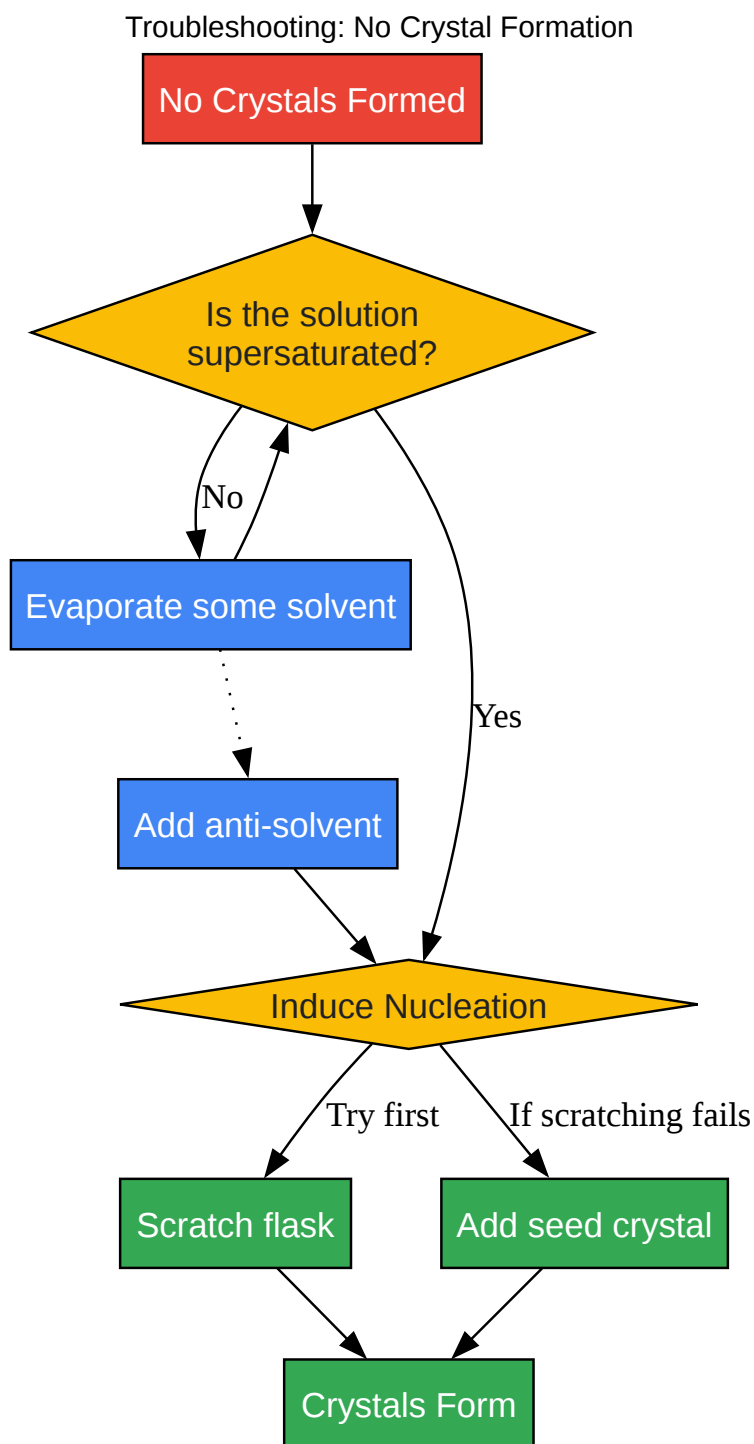 Troubleshooting: No Crystal Formation
No Crystals Formed
Is the solution
supersaturated?
No
Evaporate some solvent
Yes
Add anti-solvent
Induce Nucleation
Try first
If scratching fails
Scratch flask
Add seed crystal
Crystals Form